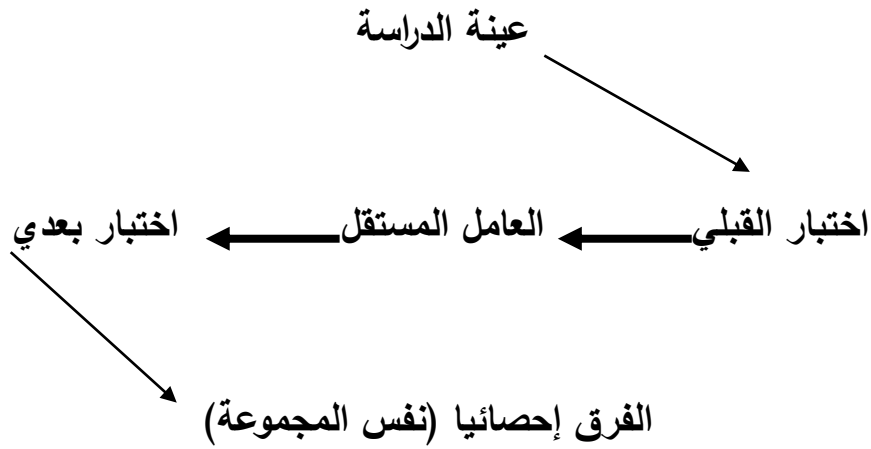 عينة الدراسة
اختبار القبلي العامل المستقل اختبار بعدي
الفرق إحصائيا (نفس المجموعة)